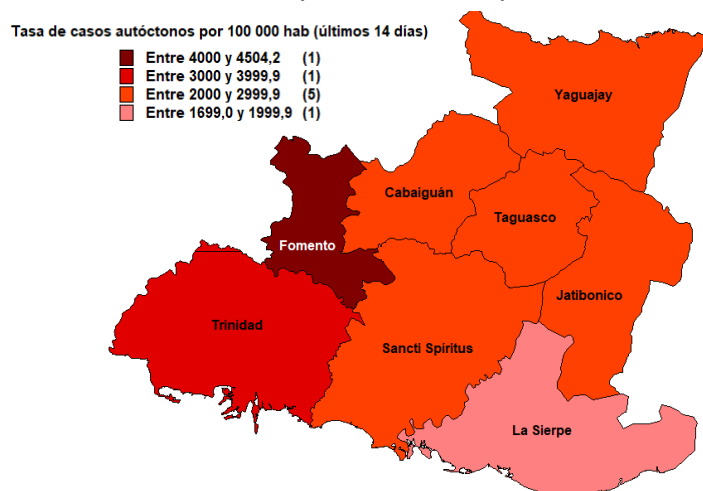 Tasa de casos autóctonos por 100 000 hab (últimos 14 días)
Entre 4000 y 4504,2 (1)
Entre 3000 y 3999,9 (1)
Entre 2000 y 2999,9 (5)
Entre 1699,0 y 1999,9 (1)
Yaguajay
Cabaiguán
Taguasco
Fomento
Jatibonico
Trinidad
Sancti Spíritus
La Sierpe